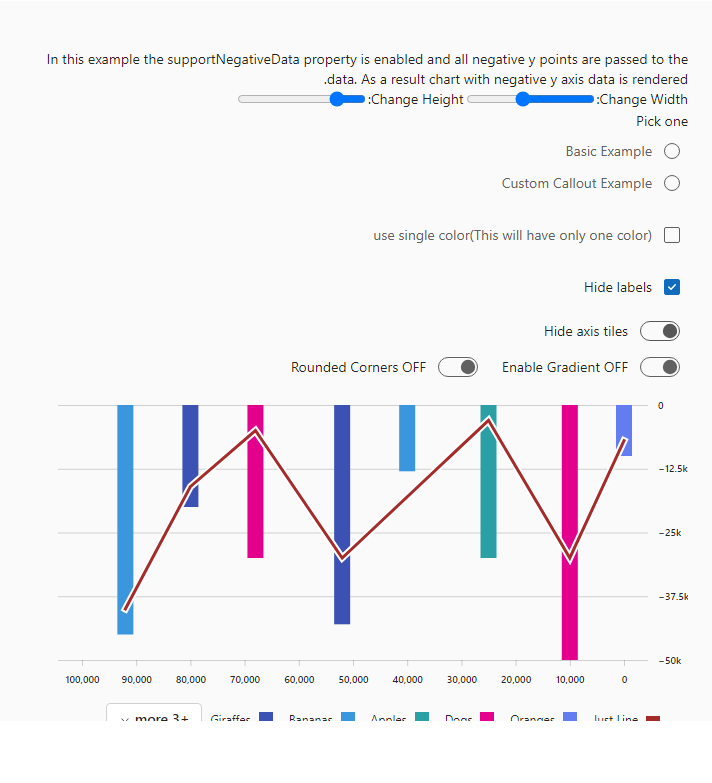 In this example the supportNegativeData property is enabled and all negative y points are passed to the
.data. As a result chart with negative y axis data is rendered
:Change Width
:Change Height
Pick one
Basic Example
Custom Callout Example
use single color(This will have only one color)
Hide labels
Hide axis tiles
Enable Gradient OFF
Rounded Corners OFF
0
−12.5k
−25k
−37.5k
−50k
100,000 90,000 80,000 70,000 60,000 50,000 40,000 30,000 20,000 10,000 0
more 3+ Giraffes Bananas Apples Dogs Oranges Just Line